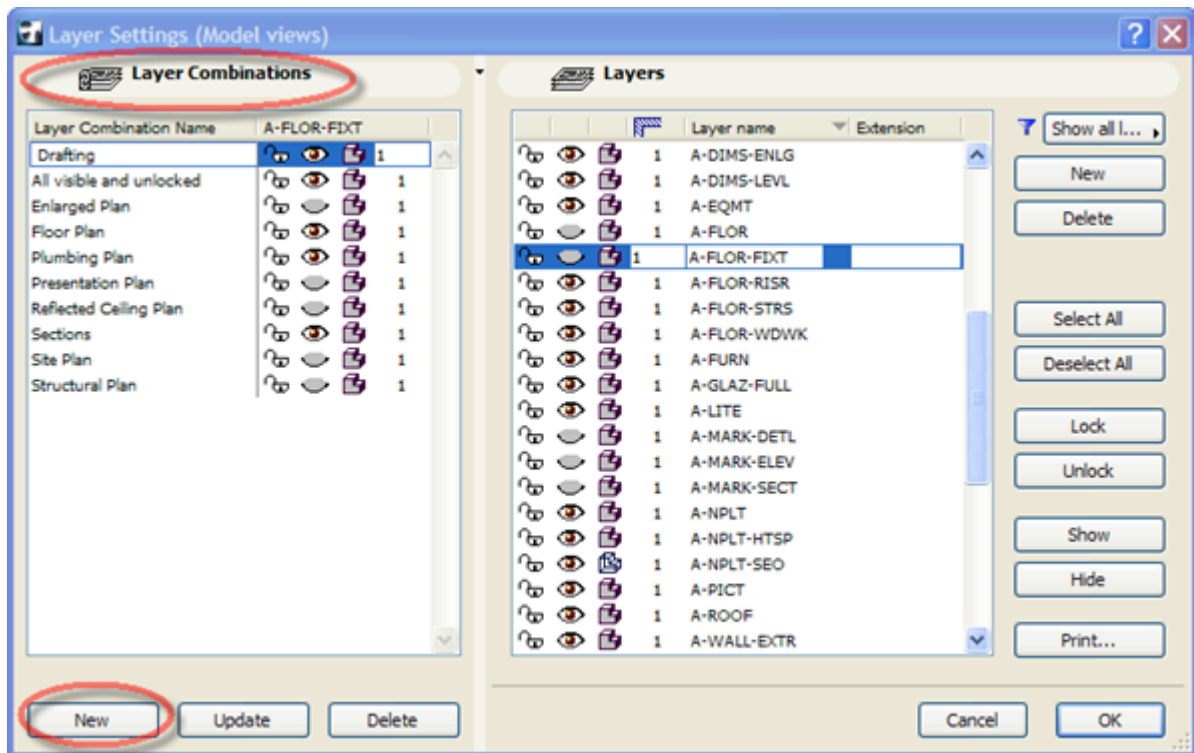 Layer Settings (Model views)
Layer Combinations
Layer Combination Name A-FLOR-FIXT
Drafting 1
All visible and unlocked 1
Enlarged Plan 1
Floor Plan 1
Plumbing Plan 1
Presentation Plan 1
Reflected Ceiling Plan 1
Sections 1
Site Plan 1
Structural Plan 1
New Update Delete
Layers
Layer name Extension
1 A-DIMS-ENLG
1 A-DIMS-LEVL
1 A-EQMT
1 A-FLOR
1 A-FLOR-FIXT
1 A-FLOR-RISR
1 A-FLOR-STRS
1 A-FLOR-WDWK
1 A-FURN
1 A-GLAZ-FULL
1 A-LITE
1 A-MARK-DETL
1 A-MARK-ELEV
1 A-MARK-SECT
1 A-NPLT
1 A-NPLT-HTSP
1 A-NPLT-SEO
1 A-PICT
1 A-ROOF
1 A-WALL-EXTR
Show all l...
New
Delete
Select All
Deselect All
Lock
Unlock
Show
Hide
Print...
Cancel OK